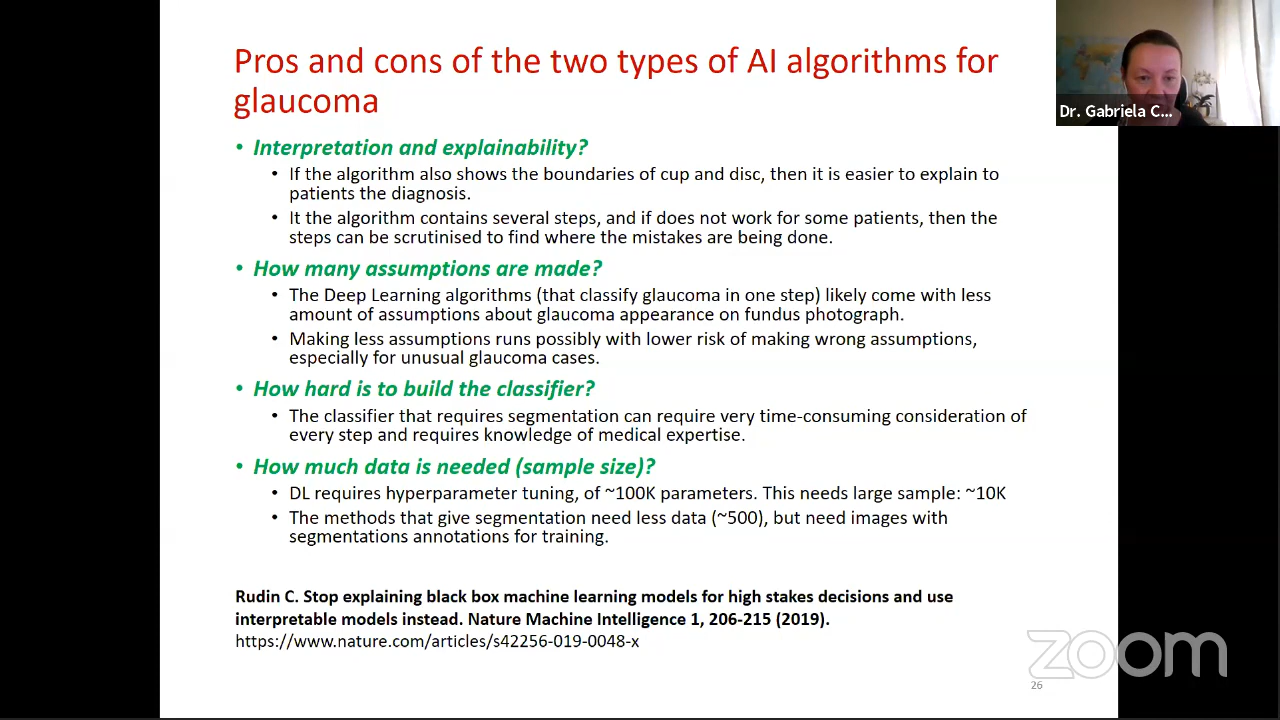 Pros and cons of the two types of AI algorithms for
glaucoma
• Interpretation and explainability?
• If the algorithm also shows the boundaries of cup and disc, then it is easier to explain to
patients the diagnosis.
• It the algorithm contains several steps, and if does not work for some patients, then the
steps can be scrutinised to find where the mistakes are being done.
• How many assumptions are made?
• The Deep Learning algorithms (that classify glaucoma in one step) likely come with less
amount of assumptions about glaucoma appearance on fundus photograph.
• Making less assumptions runs possibly with lower risk of making wrong assumptions,
especially for unusual glaucoma cases.
• How hard is to build the classifier?
• The classifier that requires segmentation can require very time-consuming consideration of
every step and requires knowledge of medical expertise.
• How much data is needed (sample size)?
• DL requires hyperparameter tuning, of ~100K parameters. This needs large sample: ~10K
• The methods that give segmentation need less data (~500), but need images with
segmentations annotations for training.
Rudin C. Stop explaining black box machine learning models for high stakes decisions and use
interpretable models instead. Nature Machine Intelligence 1, 206-215 (2019).
https://www.nature.com/articles/s42256-019-0048-x
26
Dr. Gabriela C...
zoom